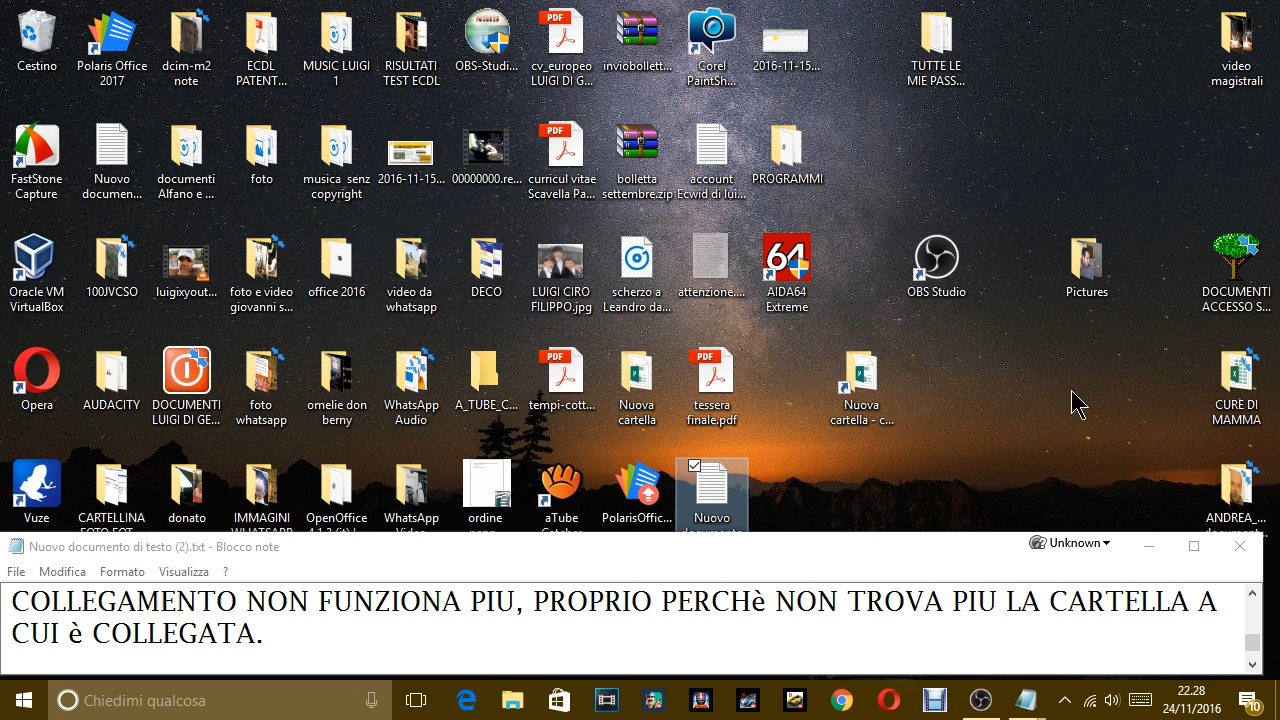 Cestino
Polaris Office
2017
dcim-m2
note
ECDL
PATENT...
MUSIC LUIGI
1
RISULTATI
TEST ECDL
NSIS
OBS-Studi...
PDF
cv_europeo
LUIGI DI G...
inviobollett...
Corel
PaintSh...
2016-11-15...
TUTTE LE
MIE PASS...
video
magistrali
FastStone
Capture
Nuovo
documen...
documenti
Alfano e ...
foto
musica senz
copyright
2016-11-15...
00000000.re...
PDF
curricul vitae
Scavella Pa...
bolletta
settembre.zip
account
Ecwid di lui...
PROGRAMMI
Oracle VM
VirtualBox
100JVCSO
luigixyout...
foto e video
giovanni s...
office 2016
video da
whatsapp
DECO
LUIGI CIRO
FILIPPO.jpg
scherzo a
Leandro da...
attenzione....
64
AIDA64
Extreme
OBS Studio
Pictures
DOCUMENTI
ACCESSO S...
Opera
AUDACITY
DOCUMENTI
LUIGI DI GE...
foto
whatsapp
omelie don
berny
WhatsApp
Audio
A_TUBE_C...
PDF
tempi-cott...
Nuova
cartella
PDF
tessera
finale.pdf
Nuova
cartella - c...
CURE DI
MAMMA
Vuze
CARTELLINA
donato
IMMAGINI
OpenOffice
WhatsApp
ordine
aTube
PolarisOffic...
Nuovo
ANDREA_...
Nuovo documento di testo (2).txt - Blocco note
Unknown
File Modifica Formato Visualizza ?
COLLEGAMENTO NON FUNZIONA PIU, PROPRIO PERCHè NON TROVA PIU LA CARTELLA A
CUI è COLLEGATA.
Chiedimi qualcosa
22.28
24/11/2016
10